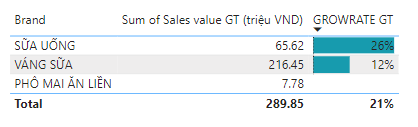 Brand Sum of Sales value GT (triệu VND) GROWRATE GT
SỮA UỐNG 65.62 26%
VÁNG SỮA 216.45 12%
PHÔ MAI ĂN LIỀN 7.78
Total 289.85 21%